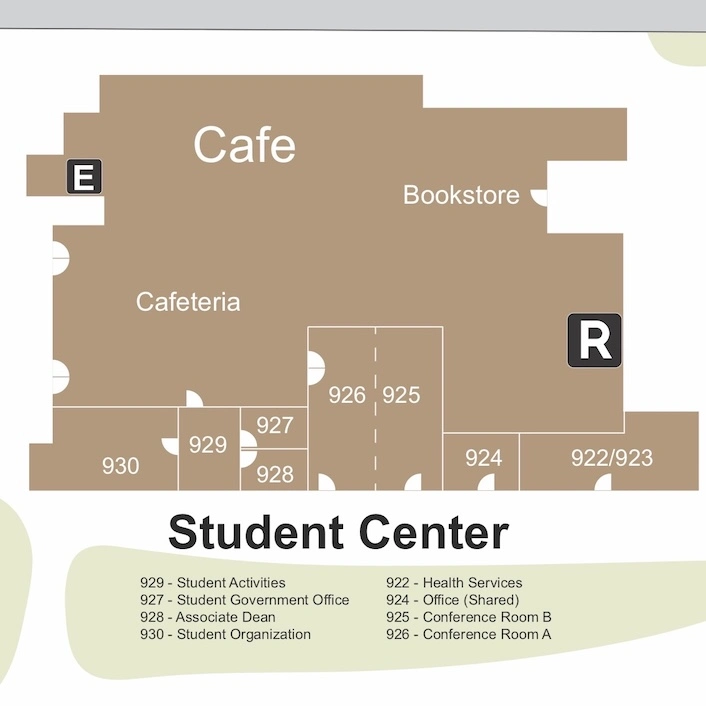 Cafe
E
Bookstore
Cafeteria
R
926
925
927
929
924
922/923
930
928
Student Center
929 - Student Activities
927 - Student Government Office
928 - Associate Dean
930 - Student Organization
922 - Health Services
924 - Office (Shared)
925 - Conference Room B
926 - Conference Room A